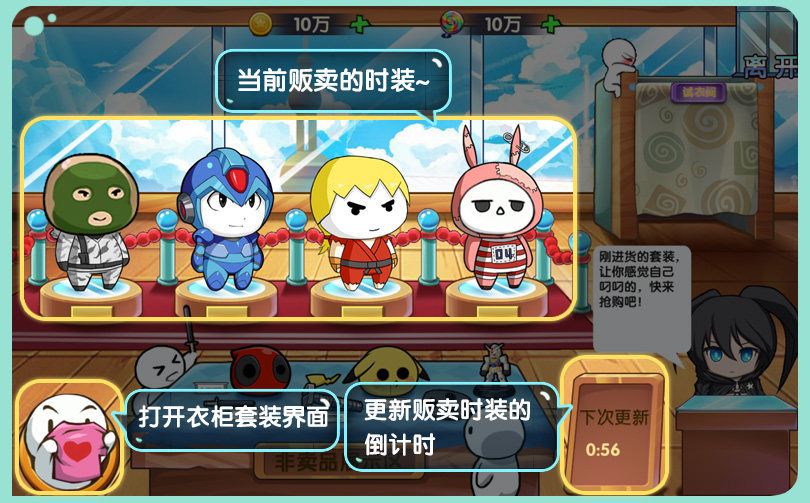 10万
10万
离开
当前贩卖的时装~
试衣间
04
刚进货的套装,
让你感觉自己
叼叼的，快来
抢购吧!
打开衣柜套装界面
更新贩卖时装的
倒计时
下次更新
0:56